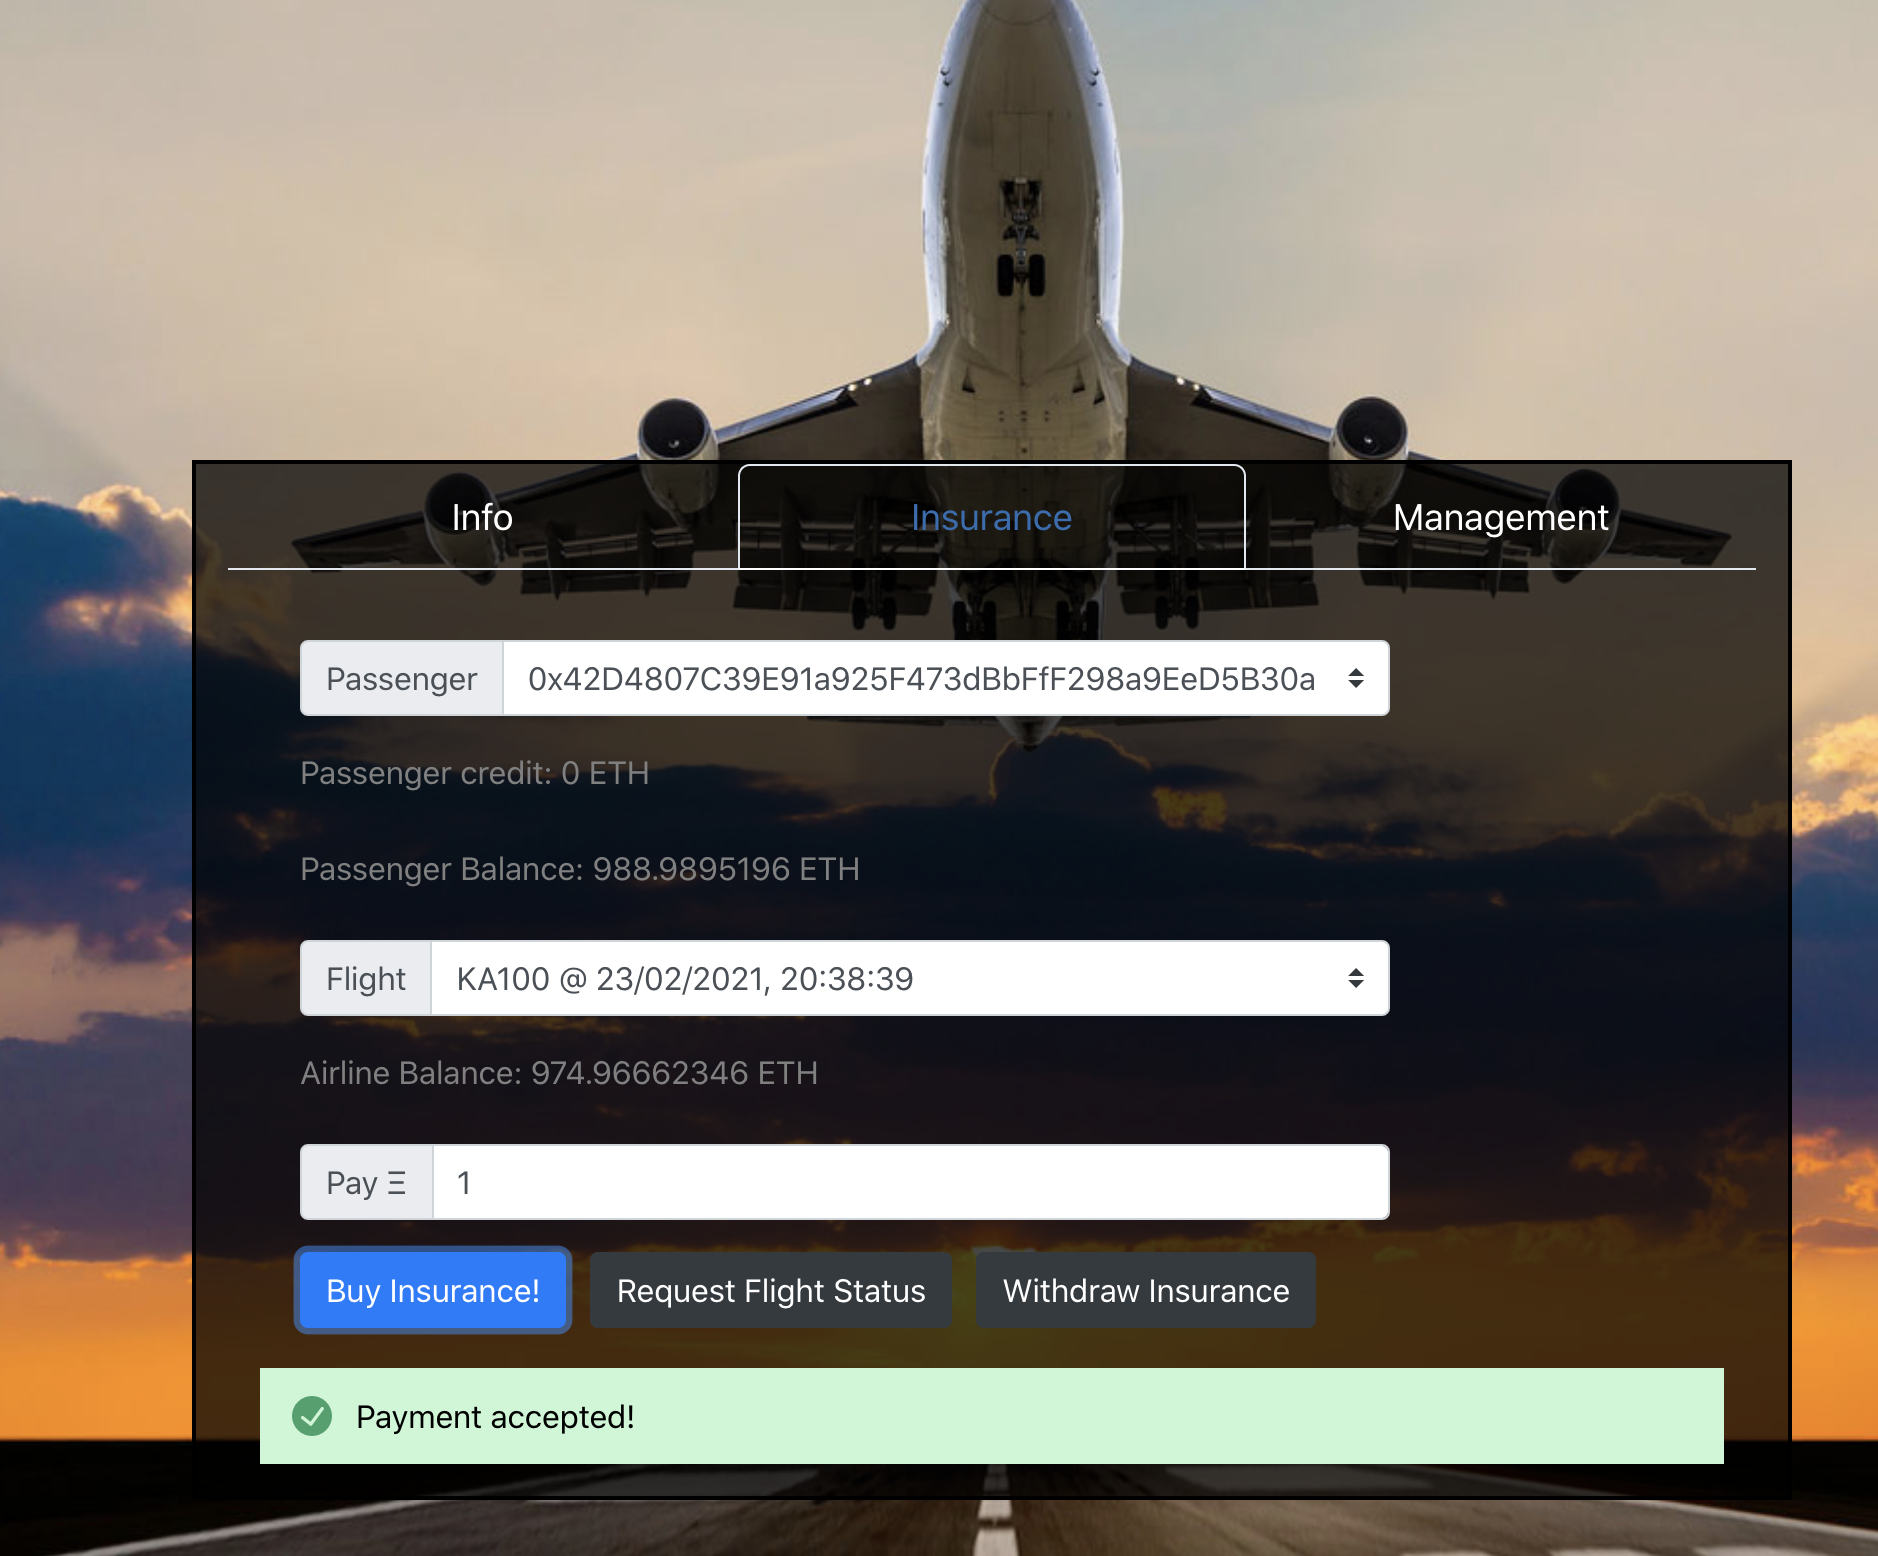 Info
Insurance
Management
Passenger
0x42D4807C39E91a925F473dBbFfF298a9EeD5B30a
Passenger credit: 0 ETH
Passenger Balance: 988.9895196 ETH
Flight
KA100 @ 23/02/2021, 20:38:39
Airline Balance: 974.96662346 ETH
Pay Ξ
1
Buy Insurance!
Request Flight Status
Withdraw Insurance
Payment accepted!